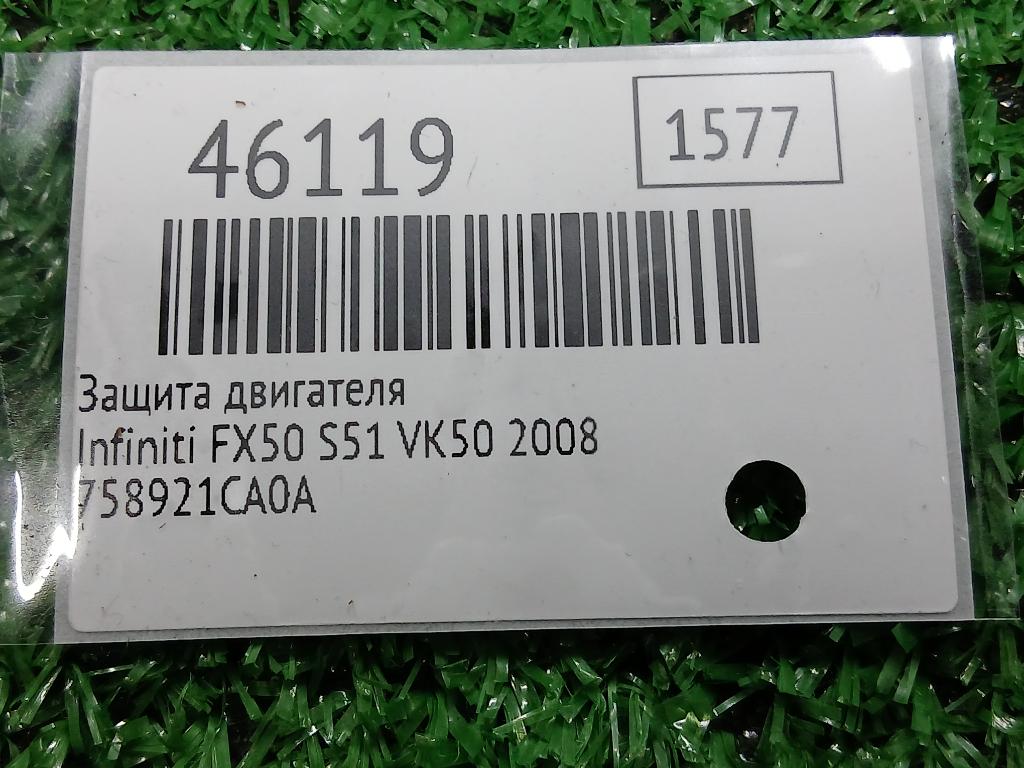 46119
1577
Защита двигателя
Infiniti FX50 S51 VK50 2008
758921CA0A